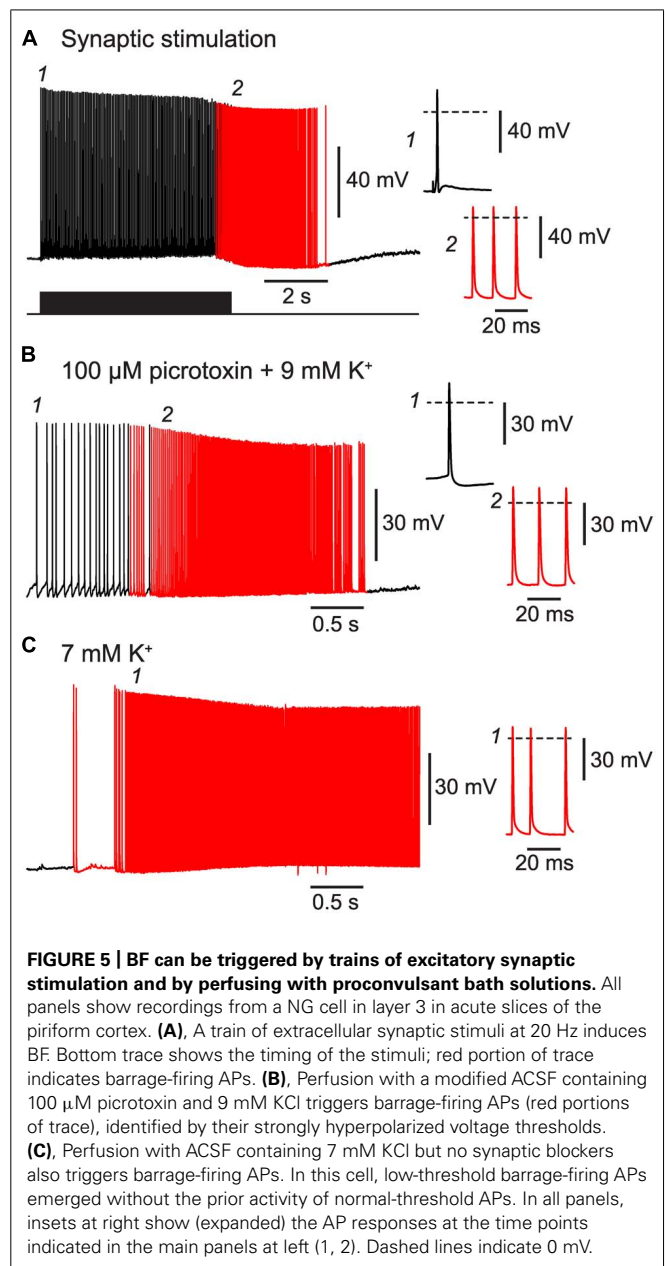 A Synaptic stimulation
1
2
40 mV
2 s
1
40 mV
2
40 mV
20 ms
B
100 µM picrotoxin + 9 mM K⁺
1
2
30 mV
0.5 s
1
30 mV
2
30 mV
20 ms
C
7 mM K⁺
1
30 mV
0.5 s
1
30 mV
20 ms
FIGURE 5 | BF can be triggered by trains of excitatory synaptic
stimulation and by perfusing with proconvulsant bath solutions. All
panels show recordings from a NG cell in layer 3 in acute slices of the
piriform cortex. (A), A train of extracellular synaptic stimuli at 20 Hz induces
BF. Bottom trace shows the timing of the stimuli; red portion of trace
indicates barrage-firing APs. (B), Perfusion with a modified ACSF containing
100 µM picrotoxin and 9 mM KCl triggers barrage-firing APs (red portions
of trace), identified by their strongly hyperpolarized voltage thresholds.
(C), Perfusion with ACSF containing 7 mM KCl but no synaptic blockers
also triggers barrage-firing APs. In this cell, low-threshold barrage-firing APs
emerged without the prior activity of normal-threshold APs. In all panels,
insets at right show (expanded) the AP responses at the time points
indicated in the main panels at left (1, 2). Dashed lines indicate 0 mV.